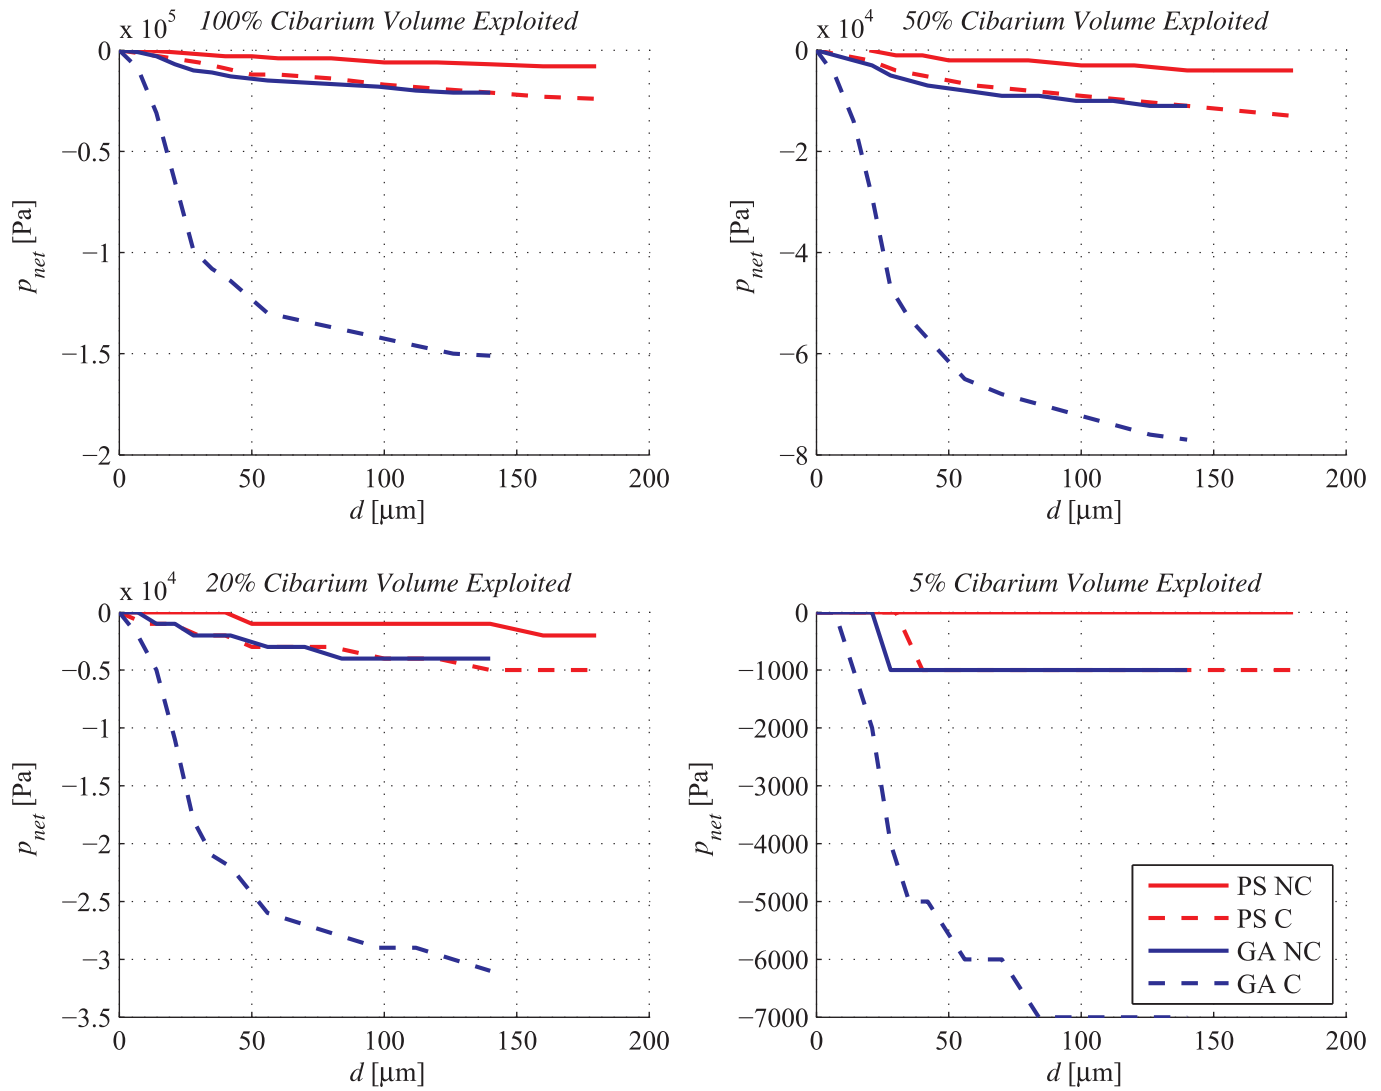 100% Cibarium Volume Exploited
x 10^5
0
−0.5
−1
−1.5
−2
p_net [Pa]
0 50 100 150 200
d [μm]
50% Cibarium Volume Exploited
x 10^4
0
−2
−4
−6
−8
p_net [Pa]
0 50 100 150 200
d [μm]
20% Cibarium Volume Exploited
x 10^4
0
−0.5
−1
−1.5
−2
−2.5
−3
−3.5
p_net [Pa]
0 50 100 150 200
d [μm]
5% Cibarium Volume Exploited
0
−1000
−2000
−3000
−4000
−5000
−6000
−7000
p_net [Pa]
0 50 100 150 200
d [μm]
PS NC
PS C
GA NC
GA C